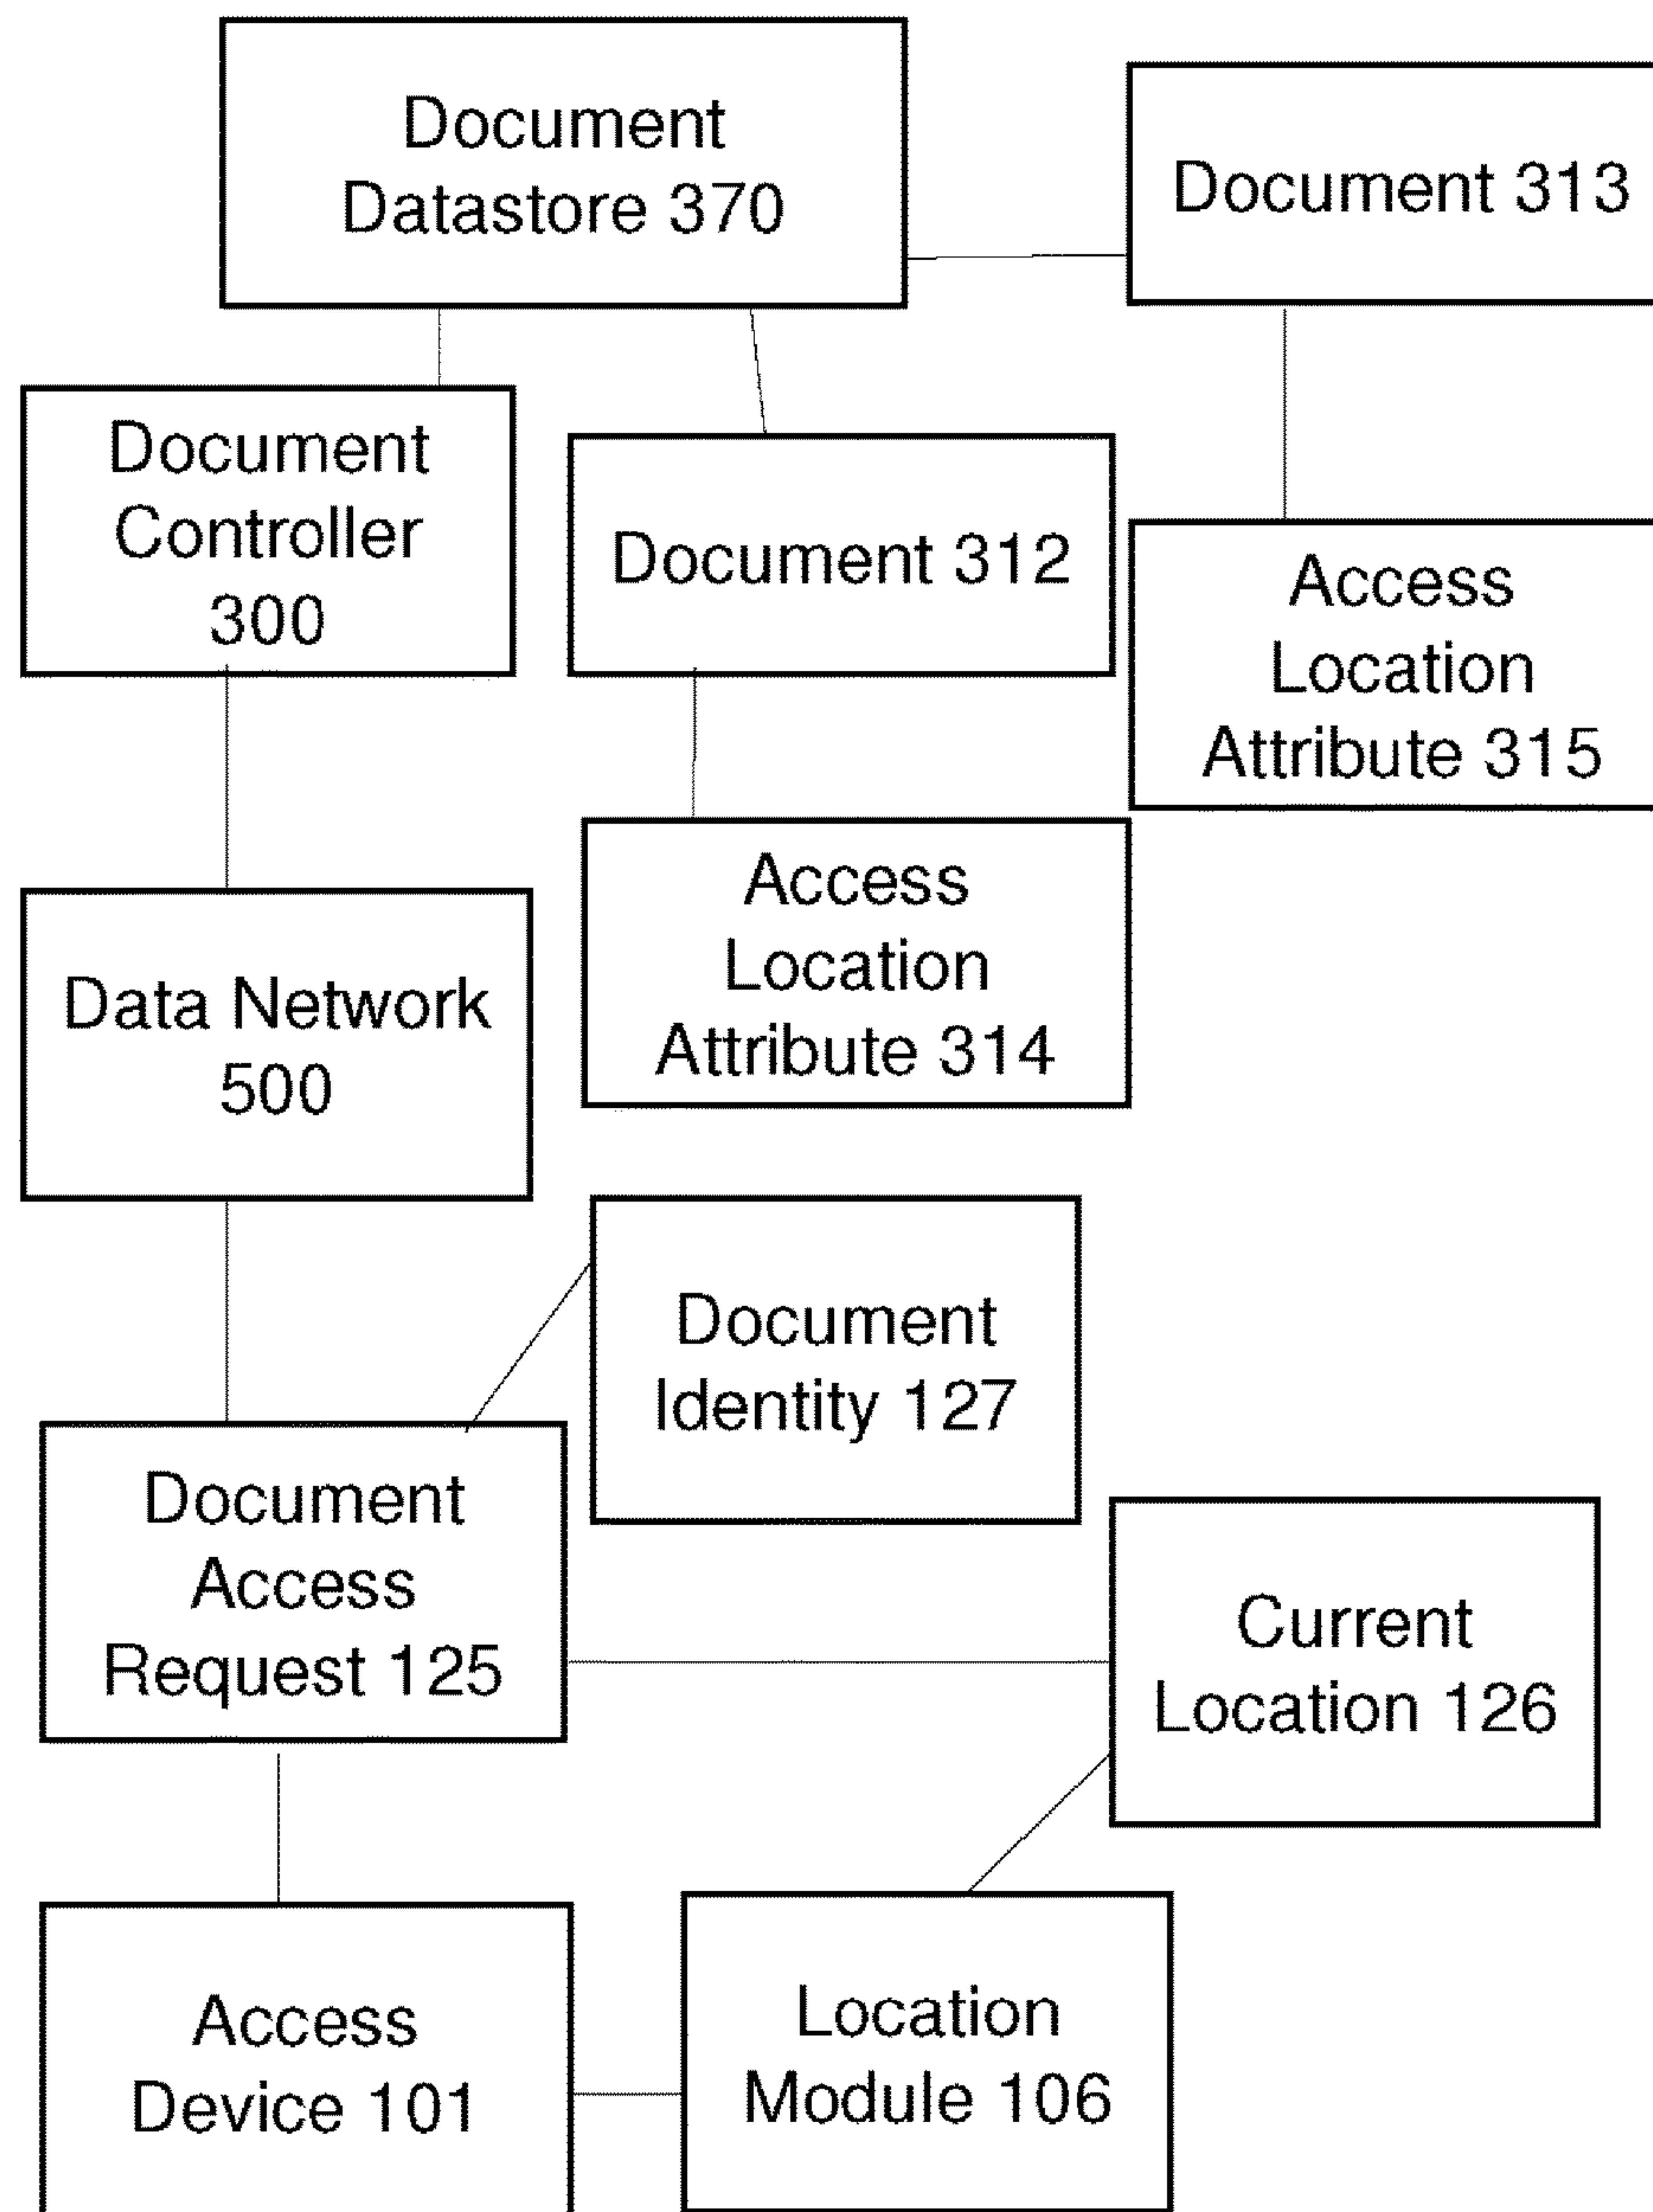 Document
Datastore 370
Document 313
Document
Controller
300
Document 312
Access
Location
Attribute 315
Access
Location
Attribute 314
Data Network
500
Document
Identity 127
Document
Access
Request 125
Current
Location 126
Access
Device 101
Location
Module 106